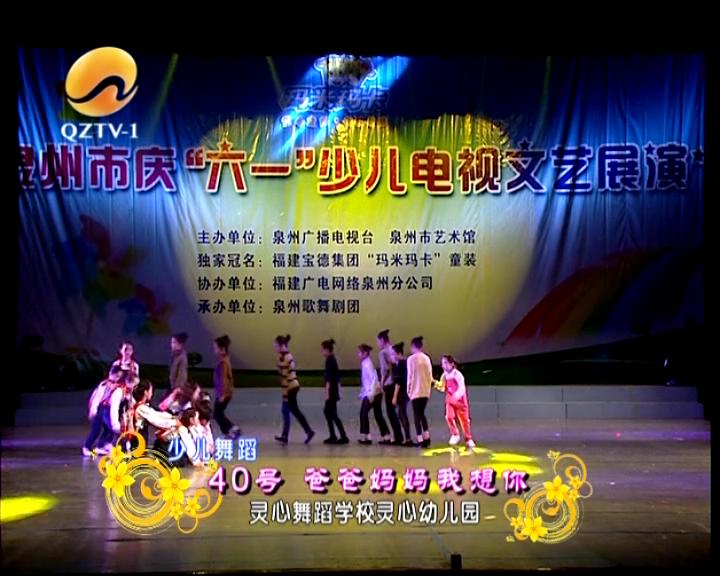 玛米玛卡
QZTV-1
泉州市庆“六一”少儿电视文艺展演
主办单位：泉州广播电视台 泉州市艺术馆
独家冠名：福建宝德集团“玛米玛卡”童装
协办单位：福建广电网络泉州分公司
承办单位：泉州歌舞剧团
少儿舞蹈
40号 爸爸妈妈我想你
灵心舞蹈学校灵心幼儿园